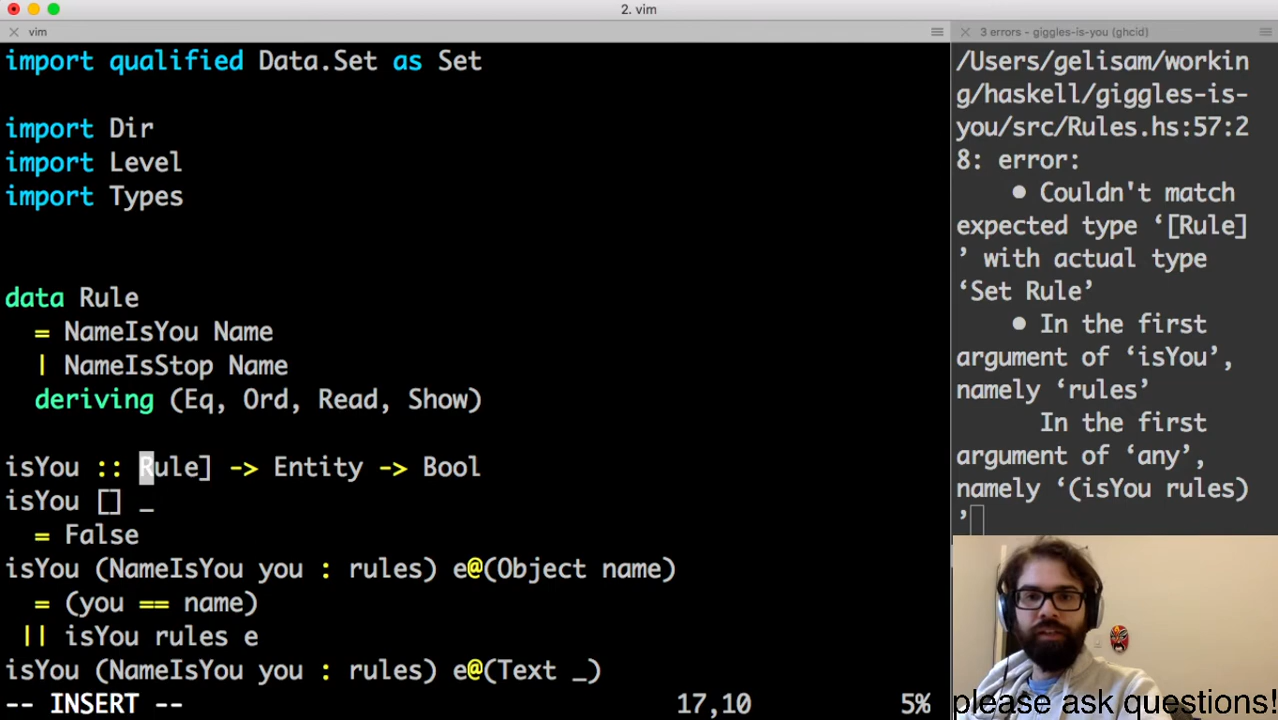 2. vim
vim
3 errors - giggles-is-you (ghcid)
import qualified Data.Set as Set
import Dir
import Level
import Types
data Rule
= NameIsYou Name
| NameIsStop Name
deriving (Eq, Ord, Read, Show)
isYou :: Rule] -> Entity -> Bool
isYou [] _
= False
isYou (NameIsYou you : rules) e@(Object name)
= (you == name)
|| isYou rules e
isYou (NameIsYou you : rules) e@(Text _)
-- INSERT -- 17,10 5%
/Users/gelisam/workin
g/haskell/giggles-is-
you/src/Rules.hs:57:2
8: error:
• Couldn't match
expected type ‘[Rule]
’ with actual type
‘Set Rule’
• In the first
argument of ‘isYou’,
namely ‘rules’
In the first
argument of ‘any’,
namely ‘(isYou rules)
’
please ask questions!